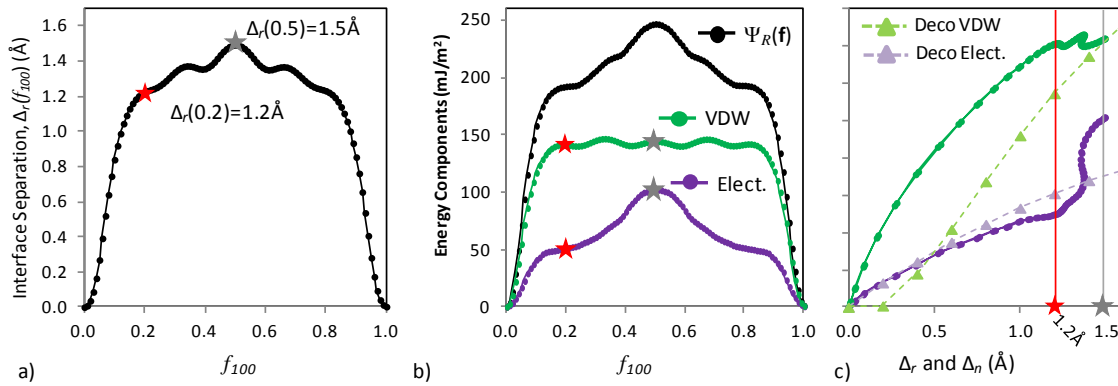 Interface Separation, Δr(f100) (Å)
1.6
1.4
1.2
1.0
0.8
0.6
0.4
0.2
0.0
Δr(0.5)=1.5Å
Δr(0.2)=1.2Å
0.0 0.2 0.4 0.6 0.8 1.0
a)
f100
Energy Components (mJ/m²)
250
200
150
100
50
0
ΨR(f)
VDW
Elect.
0.0 0.2 0.4 0.6 0.8 1.0
b)
f100
Deco VDW
Deco Elect.
0.0 0.5 1.0 1.5
1.2Å
c)
Δr and Δn (Å)